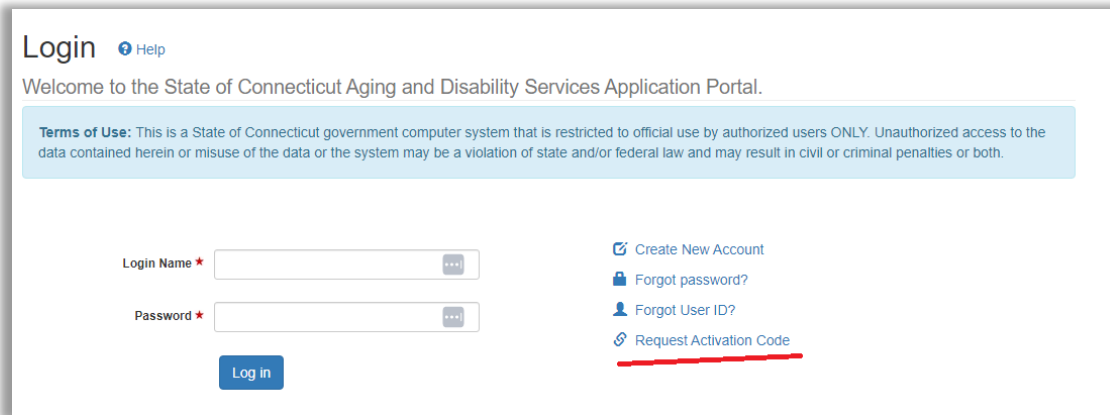 Login Help
Welcome to the State of Connecticut Aging and Disability Services Application Portal.
Terms of Use: This is a State of Connecticut government computer system that is restricted to official use by authorized users ONLY. Unauthorized access to the
data contained herein or misuse of the data or the system may be a violation of state and/or federal law and may result in civil or criminal penalties or both.
Login Name ★
Password ★
Log in
Create New Account
Forgot password?
Forgot User ID?
Request Activation Code